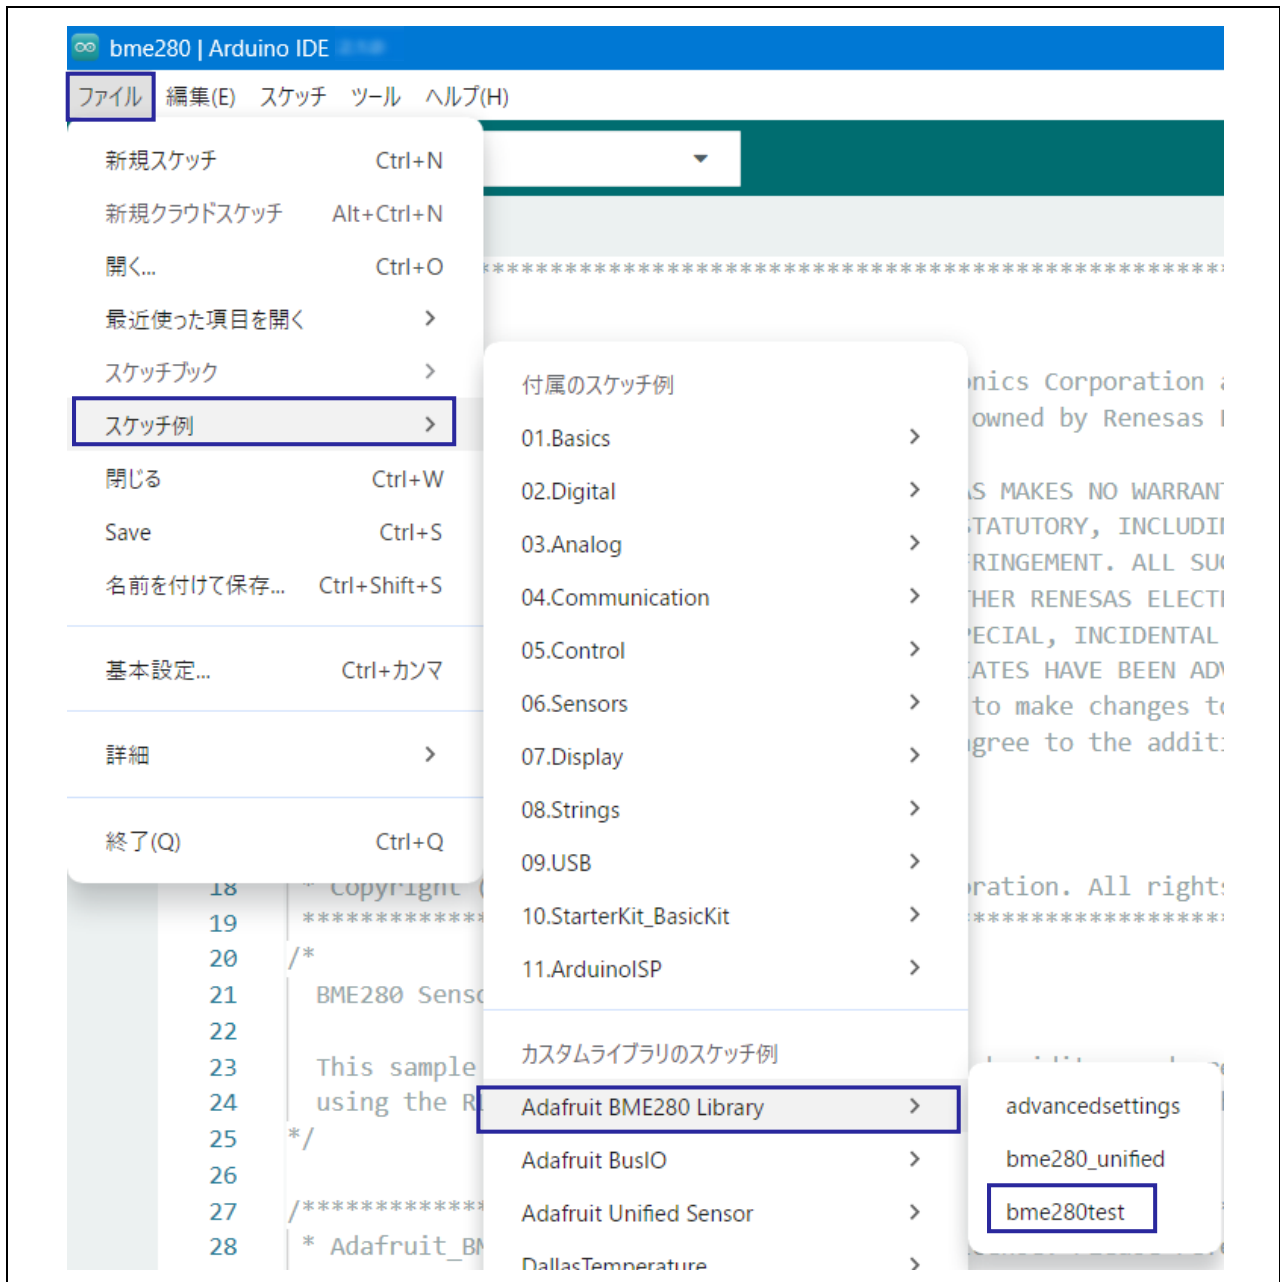 bme280 | Arduino IDE
ファイル 編集(E) スケッチ ツール ヘルプ(H)
新規スケッチ Ctrl+N
新規クラウドスケッチ Alt+Ctrl+N
開く... Ctrl+O
最近使った項目を開く
スケッチブック
スケッチ例
閉じる Ctrl+W
Save Ctrl+S
名前を付けて保存... Ctrl+Shift+S
基本設定... Ctrl+カンマ
詳細
終了(Q) Ctrl+Q
付属のスケッチ例
01.Basics
02.Digital
03.Analog
04.Communication
05.Control
06.Sensors
07.Display
08.Strings
09.USB
10.StarterKit_BasicKit
11.ArduinoISP
カスタムライブラリのスケッチ例
Adafruit BME280 Library
Adafruit BusIO
Adafruit Unified Sensor
DallasTemperature
advancedsettings
bme280_unified
bme280test
*****************************************************
Corporation
owned by Renesas
MAKES NO WARRAN
STATUTORY, INCLUDI
ALL SU
RENESAS ELECT
INCIDENTAL
HAVE BEEN AD
to make changes to
to the addit
18 * Copyright ( All right
19 *************
20 /*
21 BME280 Sens
22
23 This sample
24 using the R
25 */
26
27 /*************
28 * Adafruit_B